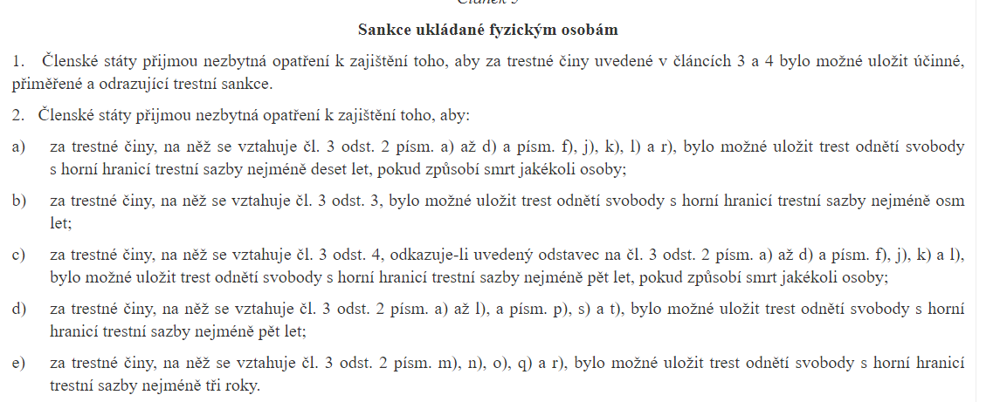 Sankce ukládané fyzickým osobám
1. Členské státy přijmou nezbytná opatření k zajištění toho, aby za trestné činy uvedené v článcích 3 a 4 bylo možné uložit účinné,
přiměřené a odrazující trestní sankce.
2. Členské státy přijmou nezbytná opatření k zajištění toho, aby:
a) za trestné činy, na něž se vztahuje čl. 3 odst. 2 písm. a) až d) a písm. f), j), k), l) a r), bylo možné uložit trest odnětí svobody
s horní hranicí trestní sazby nejméně deset let, pokud způsobí smrt jakékoli osoby;
b) za trestné činy, na něž se vztahuje čl. 3 odst. 3, bylo možné uložit trest odnětí svobody s horní hranicí trestní sazby nejméně osm
let;
c) za trestné činy, na něž se vztahuje čl. 3 odst. 4, odkazuje-li uvedený odstavec na čl. 3 odst. 2 písm. a) až d) a písm. f), j), k) a l),
bylo možné uložit trest odnětí svobody s horní hranicí trestní sazby nejméně pět let, pokud způsobí smrt jakékoli osoby;
d) za trestné činy, na něž se vztahuje čl. 3 odst. 2 písm. a) až l), a písm. p), s) a t), bylo možné uložit trest odnětí svobody s horní
hranicí trestní sazby nejméně pět let;
e) za trestné činy, na něž se vztahuje čl. 3 odst. 2 písm. m), n), o), q) a r), bylo možné uložit trest odnětí svobody s horní hranicí
trestní sazby nejméně tři roky.